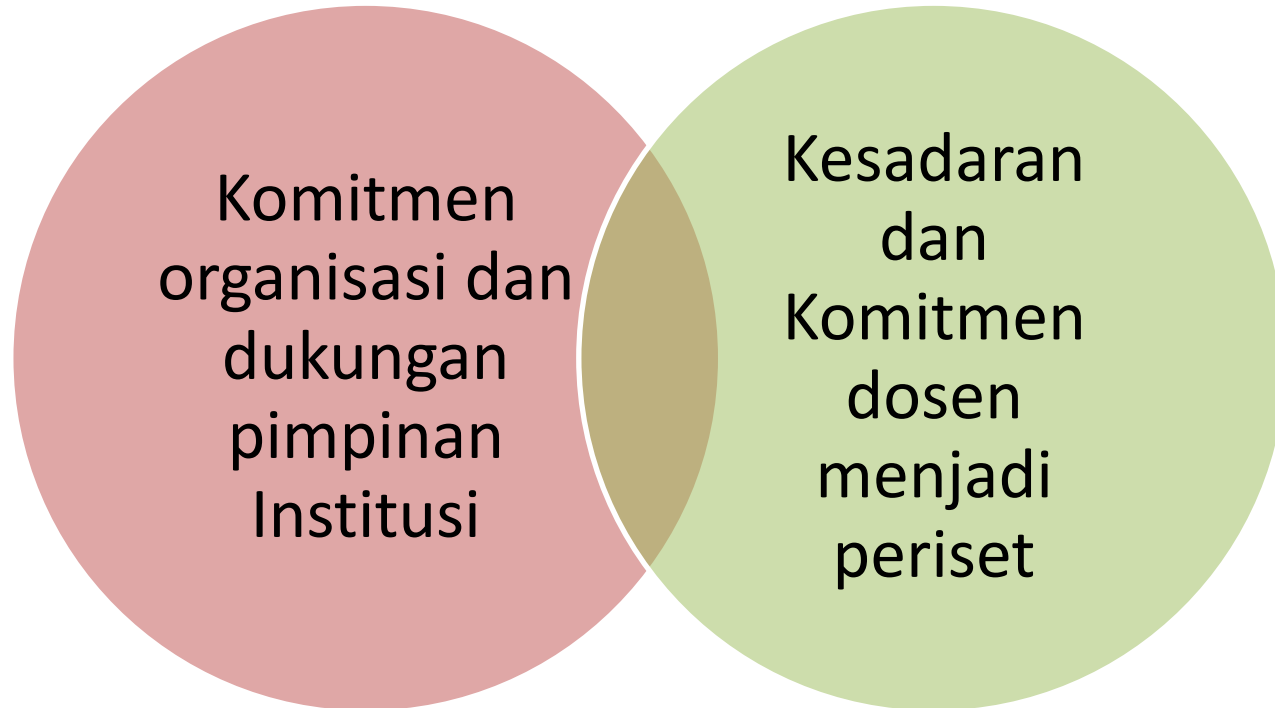 Komitmen
organisasi dan
dukungan
pimpinan
Institusi
Kesadaran
dan
Komitmen
dosen
menjadi
periset